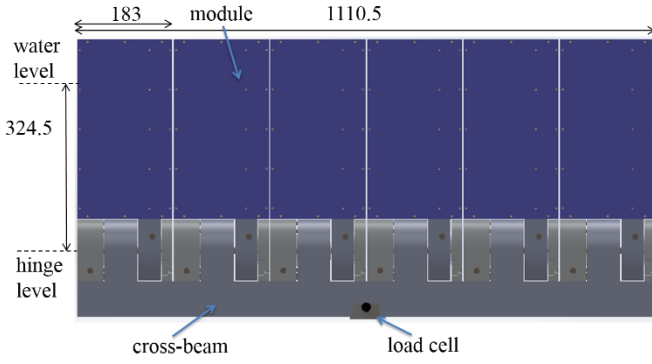 183
module
1110.5
water
level
324.5
hinge
level
cross-beam
load cell